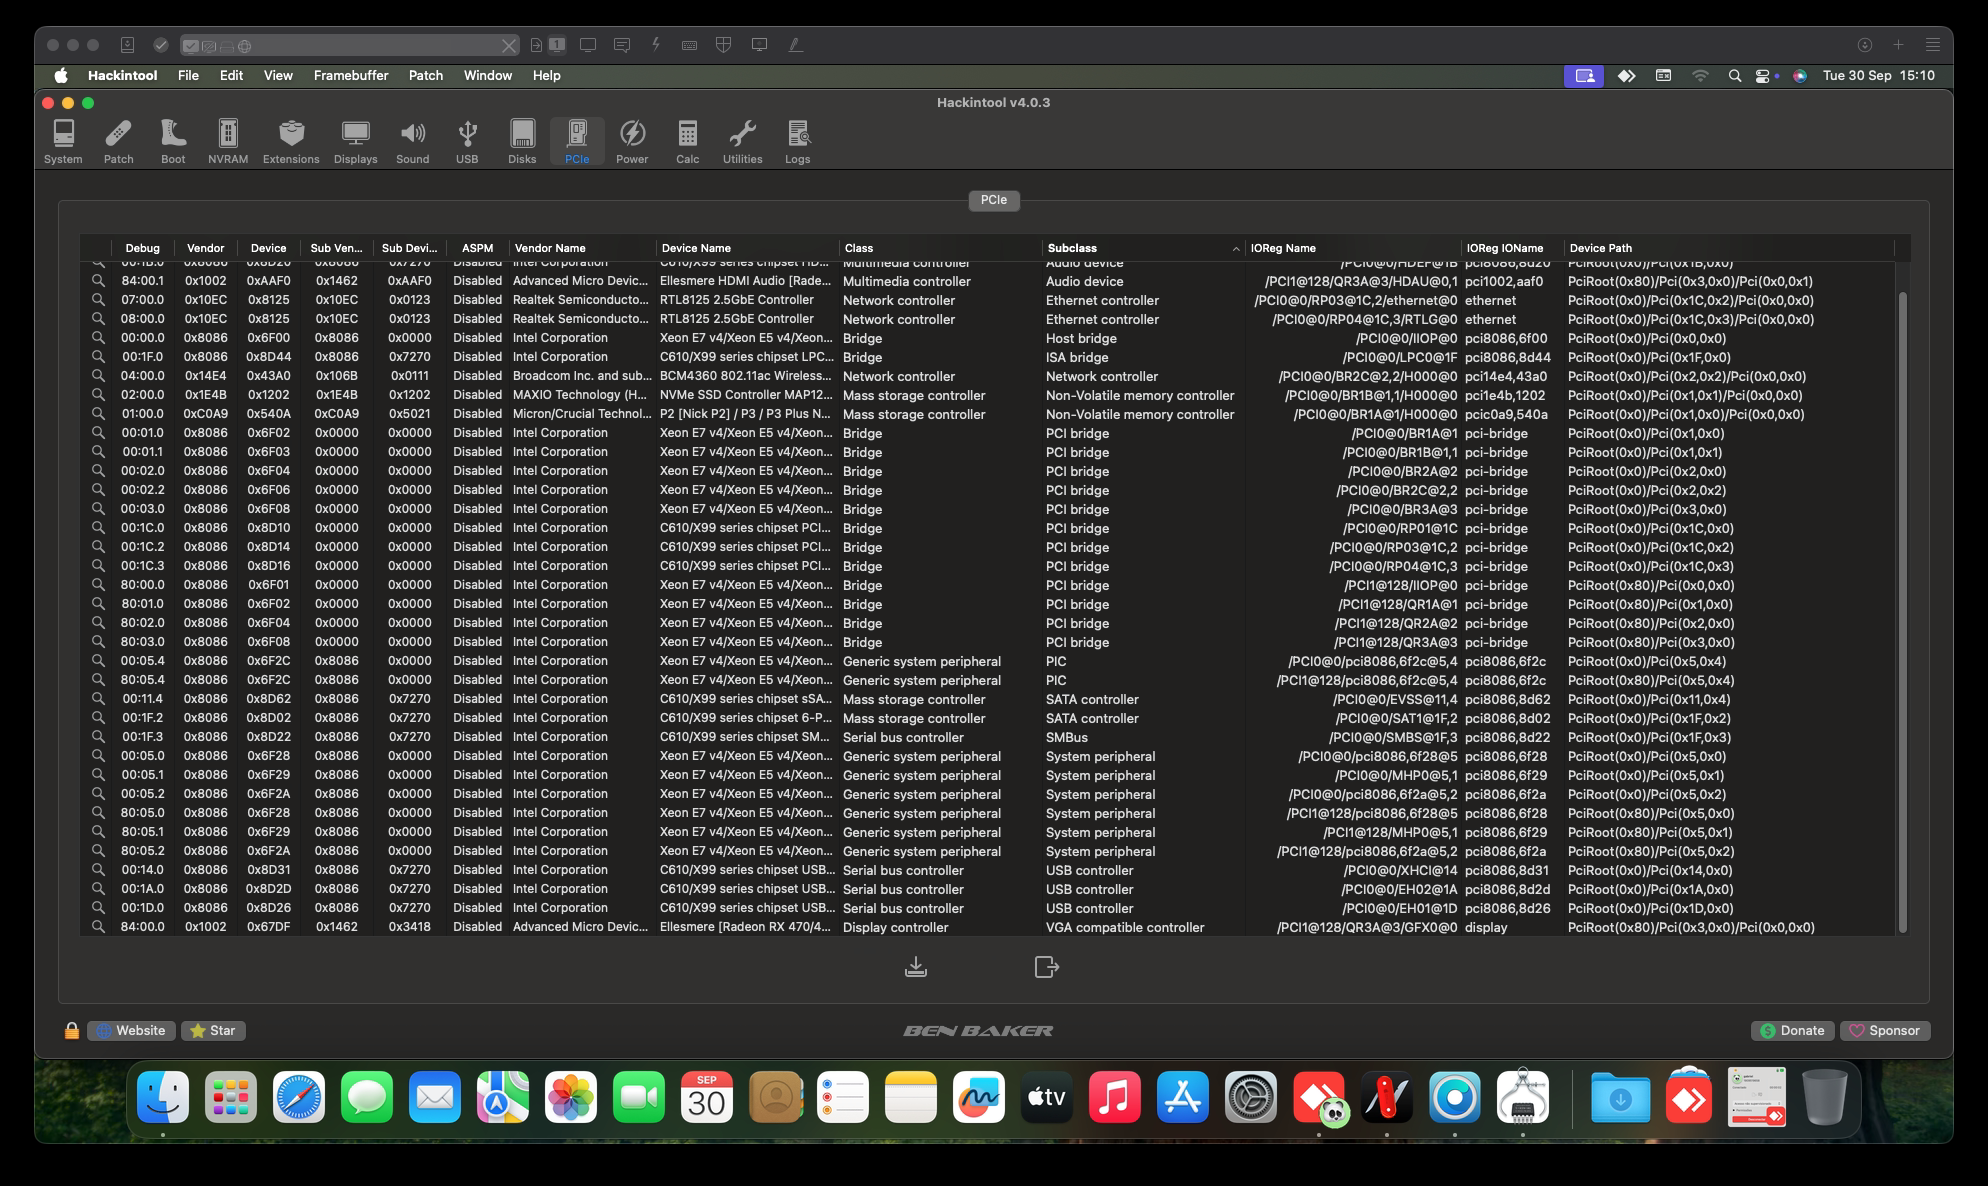 1
Hackintool File Edit View Framebuffer Patch Window Help Tue 30 Sep 15:10
Hackintool v4.0.3
System Patch Boot NVRAM Extensions Displays Sound USB Disks PCIe Power Calc Utilities Logs
PCIe
Debug Vendor Device Sub Ven... Sub Devi... ASPM Vendor Name Device Name Class Subclass IOReg Name IOReg IOName Device Path
00:1B.0 0x8086 0x8D20 0x8086 0x7270 Disabled Intel Corporation C610/X99 series chipset HD... Multimedia controller Audio device /PCI0@0/HDEF@1B pci8086,8d20 PciRoot(0x0)/Pci(0x1B,0x0)
84:00.1 0x1002 0xAAF0 0x1462 0xAAF0 Disabled Advanced Micro Devic... Ellesmere HDMI Audio [Rade... Multimedia controller Audio device /PCI1@128/QR3A@3/HDAU@0,1 pci1002,aaf0 PciRoot(0x80)/Pci(0x3,0x0)/Pci(0x0,0x1)
07:00.0 0x10EC 0x8125 0x10EC 0x0123 Disabled Realtek Semiconducto... RTL8125 2.5GbE Controller Network controller Ethernet controller /PCI0@0/RP03@1C,2/ethernet@0 ethernet PciRoot(0x0)/Pci(0x1C,0x2)/Pci(0x0,0x0)
08:00.0 0x10EC 0x8125 0x10EC 0x0123 Disabled Realtek Semiconducto... RTL8125 2.5GbE Controller Network controller Ethernet controller /PCI0@0/RP04@1C,3/RTLG@0 ethernet PciRoot(0x0)/Pci(0x1C,0x3)/Pci(0x0,0x0)
00:00.0 0x8086 0x6F00 0x8086 0x0000 Disabled Intel Corporation Xeon E7 v4/Xeon E5 v4/Xeon... Bridge Host bridge /PCI0@0/IIOP@0 pci8086,6f00 PciRoot(0x0)/Pci(0x0,0x0)
00:1F.0 0x8086 0x8D44 0x8086 0x7270 Disabled Intel Corporation C610/X99 series chipset LPC... Bridge ISA bridge /PCI0@0/LPC0@1F pci8086,8d44 PciRoot(0x0)/Pci(0x1F,0x0)
04:00.0 0x14E4 0x43A0 0x106B 0x0111 Disabled Broadcom Inc. and sub... BCM4360 802.11ac Wireless... Network controller Network controller /PCI0@0/BR2C@2,2/H000@0 pci14e4,43a0 PciRoot(0x0)/Pci(0x2,0x2)/Pci(0x0,0x0)
02:00.0 0x1E4B 0x1202 0x1E4B 0x1202 Disabled MAXIO Technology (H... NVMe SSD Controller MAP12... Mass storage controller Non-Volatile memory controller /PCI0@0/BR1B@1,1/H000@0 pci1e4b,1202 PciRoot(0x0)/Pci(0x1,0x1)/Pci(0x0,0x0)
01:00.0 0xC0A9 0x540A 0xC0A9 0x5021 Disabled Micron/Crucial Technol... P2 [Nick P2] / P3 / P3 Plus N... Mass storage controller Non-Volatile memory controller /PCI0@0/BR1A@1/H000@0 pcic0a9,540a PciRoot(0x0)/Pci(0x1,0x0)/Pci(0x0,0x0)
00:01.0 0x8086 0x6F02 0x0000 0x0000 Disabled Intel Corporation Xeon E7 v4/Xeon E5 v4/Xeon... Bridge PCI bridge /PCI0@0/BR1A@1 pci-bridge PciRoot(0x0)/Pci(0x1,0x0)
00:01.1 0x8086 0x6F03 0x0000 0x0000 Disabled Intel Corporation Xeon E7 v4/Xeon E5 v4/Xeon... Bridge PCI bridge /PCI0@0/BR1B@1,1 pci-bridge PciRoot(0x0)/Pci(0x1,0x1)
00:02.0 0x8086 0x6F04 0x0000 0x0000 Disabled Intel Corporation Xeon E7 v4/Xeon E5 v4/Xeon... Bridge PCI bridge /PCI0@0/BR2A@2 pci-bridge PciRoot(0x0)/Pci(0x2,0x0)
00:02.2 0x8086 0x6F06 0x0000 0x0000 Disabled Intel Corporation Xeon E7 v4/Xeon E5 v4/Xeon... Bridge PCI bridge /PCI0@0/BR2C@2,2 pci-bridge PciRoot(0x0)/Pci(0x2,0x2)
00:03.0 0x8086 0x6F08 0x0000 0x0000 Disabled Intel Corporation Xeon E7 v4/Xeon E5 v4/Xeon... Bridge PCI bridge /PCI0@0/BR3A@3 pci-bridge PciRoot(0x0)/Pci(0x3,0x0)
00:1C.0 0x8086 0x8D10 0x0000 0x0000 Disabled Intel Corporation C610/X99 series chipset PCI... Bridge PCI bridge /PCI0@0/RP01@1C pci-bridge PciRoot(0x0)/Pci(0x1C,0x0)
00:1C.2 0x8086 0x8D14 0x0000 0x0000 Disabled Intel Corporation C610/X99 series chipset PCI... Bridge PCI bridge /PCI0@0/RP03@1C,2 pci-bridge PciRoot(0x0)/Pci(0x1C,0x2)
00:1C.3 0x8086 0x8D16 0x0000 0x0000 Disabled Intel Corporation C610/X99 series chipset PCI... Bridge PCI bridge /PCI0@0/RP04@1C,3 pci-bridge PciRoot(0x0)/Pci(0x1C,0x3)
80:00.0 0x8086 0x6F01 0x0000 0x0000 Disabled Intel Corporation Xeon E7 v4/Xeon E5 v4/Xeon... Bridge PCI bridge /PCI1@128/IIOP@0 pci-bridge PciRoot(0x80)/Pci(0x0,0x0)
80:01.0 0x8086 0x6F02 0x0000 0x0000 Disabled Intel Corporation Xeon E7 v4/Xeon E5 v4/Xeon... Bridge PCI bridge /PCI1@128/QR1A@1 pci-bridge PciRoot(0x80)/Pci(0x1,0x0)
80:02.0 0x8086 0x6F04 0x0000 0x0000 Disabled Intel Corporation Xeon E7 v4/Xeon E5 v4/Xeon... Bridge PCI bridge /PCI1@128/QR2A@2 pci-bridge PciRoot(0x80)/Pci(0x2,0x0)
80:03.0 0x8086 0x6F08 0x0000 0x0000 Disabled Intel Corporation Xeon E7 v4/Xeon E5 v4/Xeon... Bridge PCI bridge /PCI1@128/QR3A@3 pci-bridge PciRoot(0x80)/Pci(0x3,0x0)
00:05.4 0x8086 0x6F2C 0x8086 0x0000 Disabled Intel Corporation Xeon E7 v4/Xeon E5 v4/Xeon... Generic system peripheral PIC /PCI0@0/pci8086,6f2c@5,4 pci8086,6f2c PciRoot(0x0)/Pci(0x5,0x4)
80:05.4 0x8086 0x6F2C 0x8086 0x0000 Disabled Intel Corporation Xeon E7 v4/Xeon E5 v4/Xeon... Generic system peripheral PIC /PCI1@128/pci8086,6f2c@5,4 pci8086,6f2c PciRoot(0x80)/Pci(0x5,0x4)
00:11.4 0x8086 0x8D62 0x8086 0x7270 Disabled Intel Corporation C610/X99 series chipset sSA... Mass storage controller SATA controller /PCI0@0/EVSS@11,4 pci8086,8d62 PciRoot(0x0)/Pci(0x11,0x4)
00:1F.2 0x8086 0x8D02 0x8086 0x7270 Disabled Intel Corporation C610/X99 series chipset 6-P... Mass storage controller SATA controller /PCI0@0/SAT1@1F,2 pci8086,8d02 PciRoot(0x0)/Pci(0x1F,0x2)
00:1F.3 0x8086 0x8D22 0x8086 0x7270 Disabled Intel Corporation C610/X99 series chipset SM... Serial bus controller SMBus /PCI0@0/SMBS@1F,3 pci8086,8d22 PciRoot(0x0)/Pci(0x1F,0x3)
00:05.0 0x8086 0x6F28 0x8086 0x0000 Disabled Intel Corporation Xeon E7 v4/Xeon E5 v4/Xeon... Generic system peripheral System peripheral /PCI0@0/pci8086,6f28@5 pci8086,6f28 PciRoot(0x0)/Pci(0x5,0x0)
00:05.1 0x8086 0x6F29 0x8086 0x0000 Disabled Intel Corporation Xeon E7 v4/Xeon E5 v4/Xeon... Generic system peripheral System peripheral /PCI0@0/MHP0@5,1 pci8086,6f29 PciRoot(0x0)/Pci(0x5,0x1)
00:05.2 0x8086 0x6F2A 0x8086 0x0000 Disabled Intel Corporation Xeon E7 v4/Xeon E5 v4/Xeon... Generic system peripheral System peripheral /PCI0@0/pci8086,6f2a@5,2 pci8086,6f2a PciRoot(0x0)/Pci(0x5,0x2)
80:05.0 0x8086 0x6F28 0x8086 0x0000 Disabled Intel Corporation Xeon E7 v4/Xeon E5 v4/Xeon... Generic system peripheral System peripheral /PCI1@128/pci8086,6f28@5 pci8086,6f28 PciRoot(0x80)/Pci(0x5,0x0)
80:05.1 0x8086 0x6F29 0x8086 0x0000 Disabled Intel Corporation Xeon E7 v4/Xeon E5 v4/Xeon... Generic system peripheral System peripheral /PCI1@128/MHP0@5,1 pci8086,6f29 PciRoot(0x80)/Pci(0x5,0x1)
80:05.2 0x8086 0x6F2A 0x8086 0x0000 Disabled Intel Corporation Xeon E7 v4/Xeon E5 v4/Xeon... Generic system peripheral System peripheral /PCI1@128/pci8086,6f2a@5,2 pci8086,6f2a PciRoot(0x80)/Pci(0x5,0x2)
00:14.0 0x8086 0x8D31 0x8086 0x7270 Disabled Intel Corporation C610/X99 series chipset USB... Serial bus controller USB controller /PCI0@0/XHCI@14 pci8086,8d31 PciRoot(0x0)/Pci(0x14,0x0)
00:1A.0 0x8086 0x8D2D 0x8086 0x7270 Disabled Intel Corporation C610/X99 series chipset USB... Serial bus controller USB controller /PCI0@0/EH02@1A pci8086,8d2d PciRoot(0x0)/Pci(0x1A,0x0)
00:1D.0 0x8086 0x8D26 0x8086 0x7270 Disabled Intel Corporation C610/X99 series chipset USB... Serial bus controller USB controller /PCI0@0/EH01@1D pci8086,8d26 PciRoot(0x0)/Pci(0x1D,0x0)
84:00.0 0x1002 0x67DF 0x1462 0x3418 Disabled Advanced Micro Devic... Ellesmere [Radeon RX 470/4... Display controller VGA compatible controller /PCI1@128/QR3A@3/GFX0@0 display PciRoot(0x80)/Pci(0x3,0x0)/Pci(0x0,0x0)
Website Star BEN BAKER Donate Sponsor
SEP
30
tv